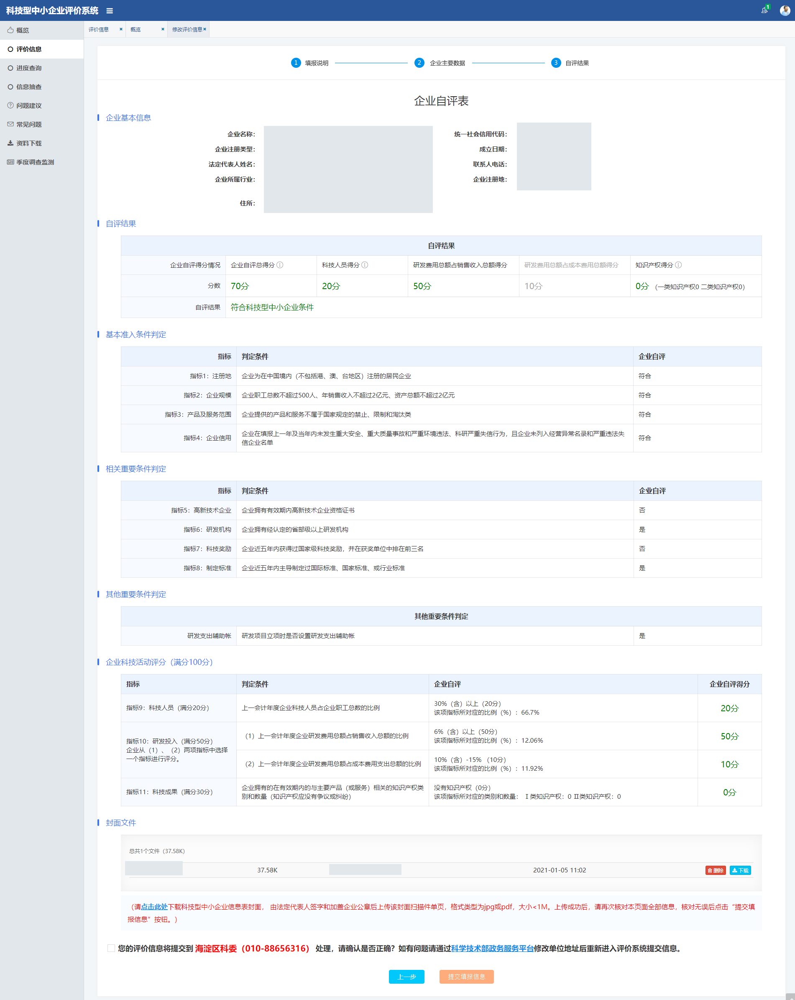 科技型中小企业评价系统
1
概览
评价信息
进度查询
信息抽查
问题建议
常见问题
资料下载
季度调查监测
评价信息 ×
概览 ×
修改评价信息 ×
1 填报说明
2 企业主要数据
3 自评结果
企业自评表
企业基本信息
企业名称：
统一社会信用代码：
企业注册类型：
成立日期：
法定代表人姓名：
联系人电话：
企业所属行业：
企业注册地：
住所：
自评结果
自评结果
企业自评得分情况 企业自评总得分 科技人员得分 研发费用总额占销售收入总额得分 研发费用总额占成本费用总额得分 知识产权得分
分数 70分 20分 50分 10分 0分 （一类知识产权0 二类知识产权0）
自评结果 符合科技型中小企业条件
基本准入条件判定
指标 判定条件 企业自评
指标1：注册地 企业为在中国境内（不包括港、澳、台地区）注册的居民企业 符合
指标2：企业规模 企业职工总数不超过500人、年销售收入不超过2亿元、资产总额不超过2亿元 符合
指标3：产品及服务范围 企业提供的产品和服务不属于国家规定的禁止、限制和淘汰类 符合
指标4：企业信用 企业在填报上一年及当年内未发生重大安全、重大质量事故和严重环境违法、科研严重失信行为，且企业未列入经营异常名录和严重违法失
信企业名单 符合
相关重要条件判定
指标 判定条件 企业自评
指标5：高新技术企业 企业拥有有效期内高新技术企业资格证书 否
指标6：研发机构 企业拥有经认定的省部级以上研发机构 是
指标7：科技奖励 企业近五年内获得过国家级科技奖励，并在获奖单位中排在前三名 否
指标8：制定标准 企业近五年内主导制定过国际标准、国家标准、或行业标准 是
其他重要条件判定
其他重要条件判定
研发支出辅助帐 研发项目立项时是否设置研发支出辅助帐 是
企业科技活动评分（满分100分）
指标 判定条件 企业自评 企业自评得分
指标9：科技人员（满分20分） 上一会计年度企业科技人员占企业职工总数的比例
30%（含）以上（20分）
该项指标所对应的比例（%）：66.7%
20分
指标10：研发投入（满分50分）
企业从（1）、（2）两项指标中选择
一个指标进行评分。
（1）上一会计年度企业研发费用总额占销售收入总额的比例
6%（含）以上（50分）
该项指标所对应的比例（%）：12.06%
50分
（2）上一会计年度企业研发费用总额占成本费用支出总额的比例
10%（含）-15% （10分）
该项指标所对应的比例（%）：11.92%
10分
指标11：科技成果（满分30分）
企业拥有的在有效期内的与主要产品（或服务）相关的知识产权类
别和数量（知识产权应没有争议或纠纷）
没有知识产权（0分）
该项指标所对应的类别和数量： Ⅰ类知识产权：0 Ⅱ类知识产权：0
0分
封面文件
总共1个文件（37.58K）
37.58K 2021-01-05 11:02 删除 下载
（请点击此处下载科技型中小企业信息表封面， 由法定代表人签字和加盖企业公章后上传该封面扫描件单页，格式类型为jpg或pdf，大小<1M。上传成功后，请再次核对本页面全部信息，核对无误后点击“提交填
报信息”按钮。）
您的评价信息将提交到 海淀区科委（010-88656316） 处理，请确认是否正确？如有问题请通过科学技术部政务服务平台修改单位地址后重新进入评价系统提交信息。
上一步 提交填报信息